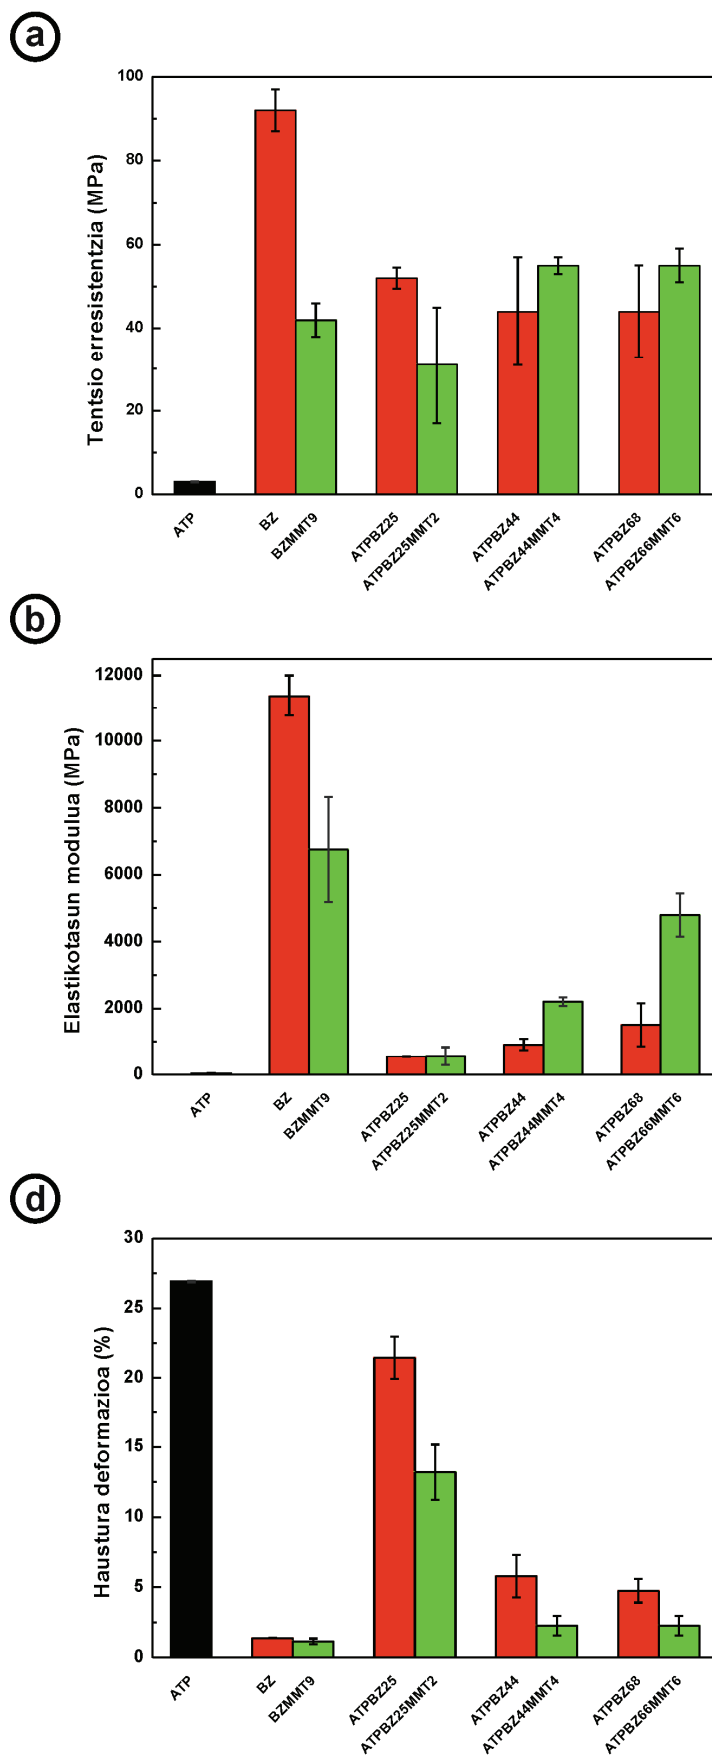 a
Tentsio erresistentzia (MPa)
100
80
60
40
20
0
ATP
BZ
BZMMT9
ATPBZ25
ATPBZ25MMT2
ATPBZ44
ATPBZ44MMT4
ATPBZ68
ATPBZ66MMT6
b
Elastikotasun modulua (MPa)
12000
10000
8000
6000
4000
2000
0
ATP
BZ
BZMMT9
ATPBZ25
ATPBZ25MMT2
ATPBZ44
ATPBZ44MMT4
ATPBZ68
ATPBZ66MMT6
d
Haustura deformazioa (%)
30
25
20
15
10
5
0
ATP
BZ
BZMMT9
ATPBZ25
ATPBZ25MMT2
ATPBZ44
ATPBZ44MMT4
ATPBZ68
ATPBZ66MMT6